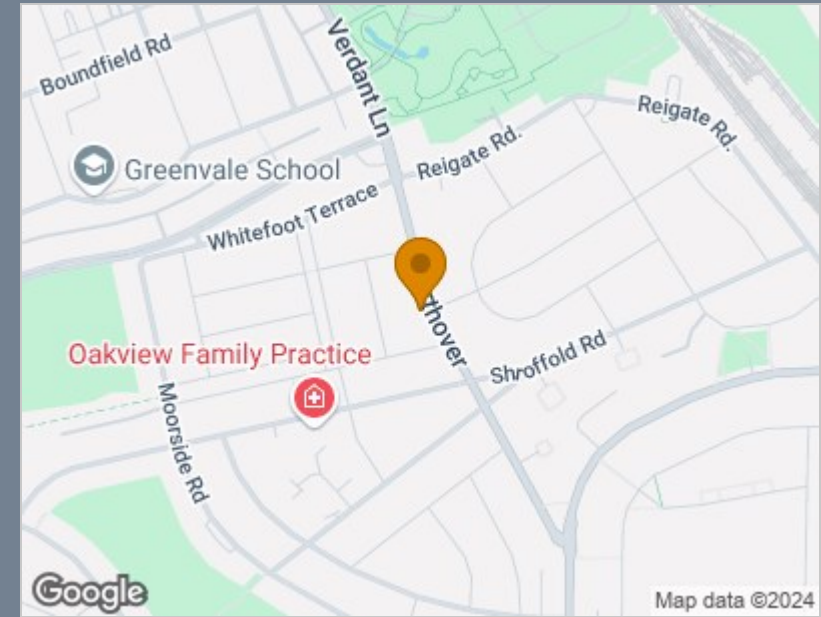 Boundfield Rd
Verdant Ln
Reigate Rd.
Reigate Rd.
Greenvale School
Whitefoot Terrace
thover
Oakview Family Practice
Shroffold Rd
Moorside Rd
Google
Map data ©2024